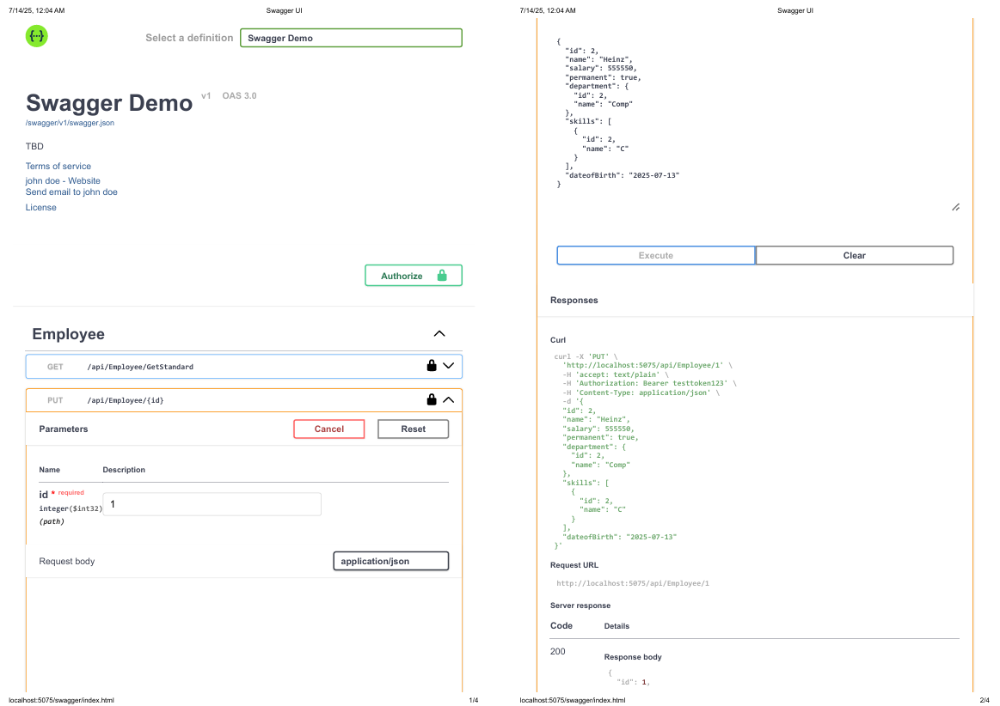 7/14/25, 12:04 AM Swagger UI
{···}
Select a definition Swagger Demo
Swagger Demo v1 OAS 3.0
/swagger/v1/swagger.json
TBD
Terms of service
john doe - Website
Send email to john doe
License
Authorize
Employee
GET /api/Employee/GetStandard
PUT /api/Employee/{id}
Parameters Cancel Reset
Name Description
id * required
integer($int32)
(path)
1
Request body application/json
localhost:5075/swagger/index.html 1/4
7/14/25, 12:04 AM Swagger UI
{
  "id": 2,
  "name": "Heinz",
  "salary": 555550,
  "permanent": true,
  "department": {
    "id": 2,
    "name": "Comp"
  },
  "skills": [
    {
      "id": 2,
      "name": "C"
    }
  ],
  "dateofBirth": "2025-07-13"
}
Execute Clear
Responses
Curl
curl -X 'PUT' \
  'http://localhost:5075/api/Employee/1' \
  -H 'accept: text/plain' \
  -H 'Authorization: Bearer testtoken123' \
  -H 'Content-Type: application/json' \
  -d '{
  "id": 2,
  "name": "Heinz",
  "salary": 555550,
  "permanent": true,
  "department": {
    "id": 2,
    "name": "Comp"
  },
  "skills": [
    {
      "id": 2,
      "name": "C"
    }
  ],
  "dateofBirth": "2025-07-13"
}'
Request URL
http://localhost:5075/api/Employee/1
Server response
Code Details
200
Response body
{
  "id": 1,
localhost:5075/swagger/index.html 2/4